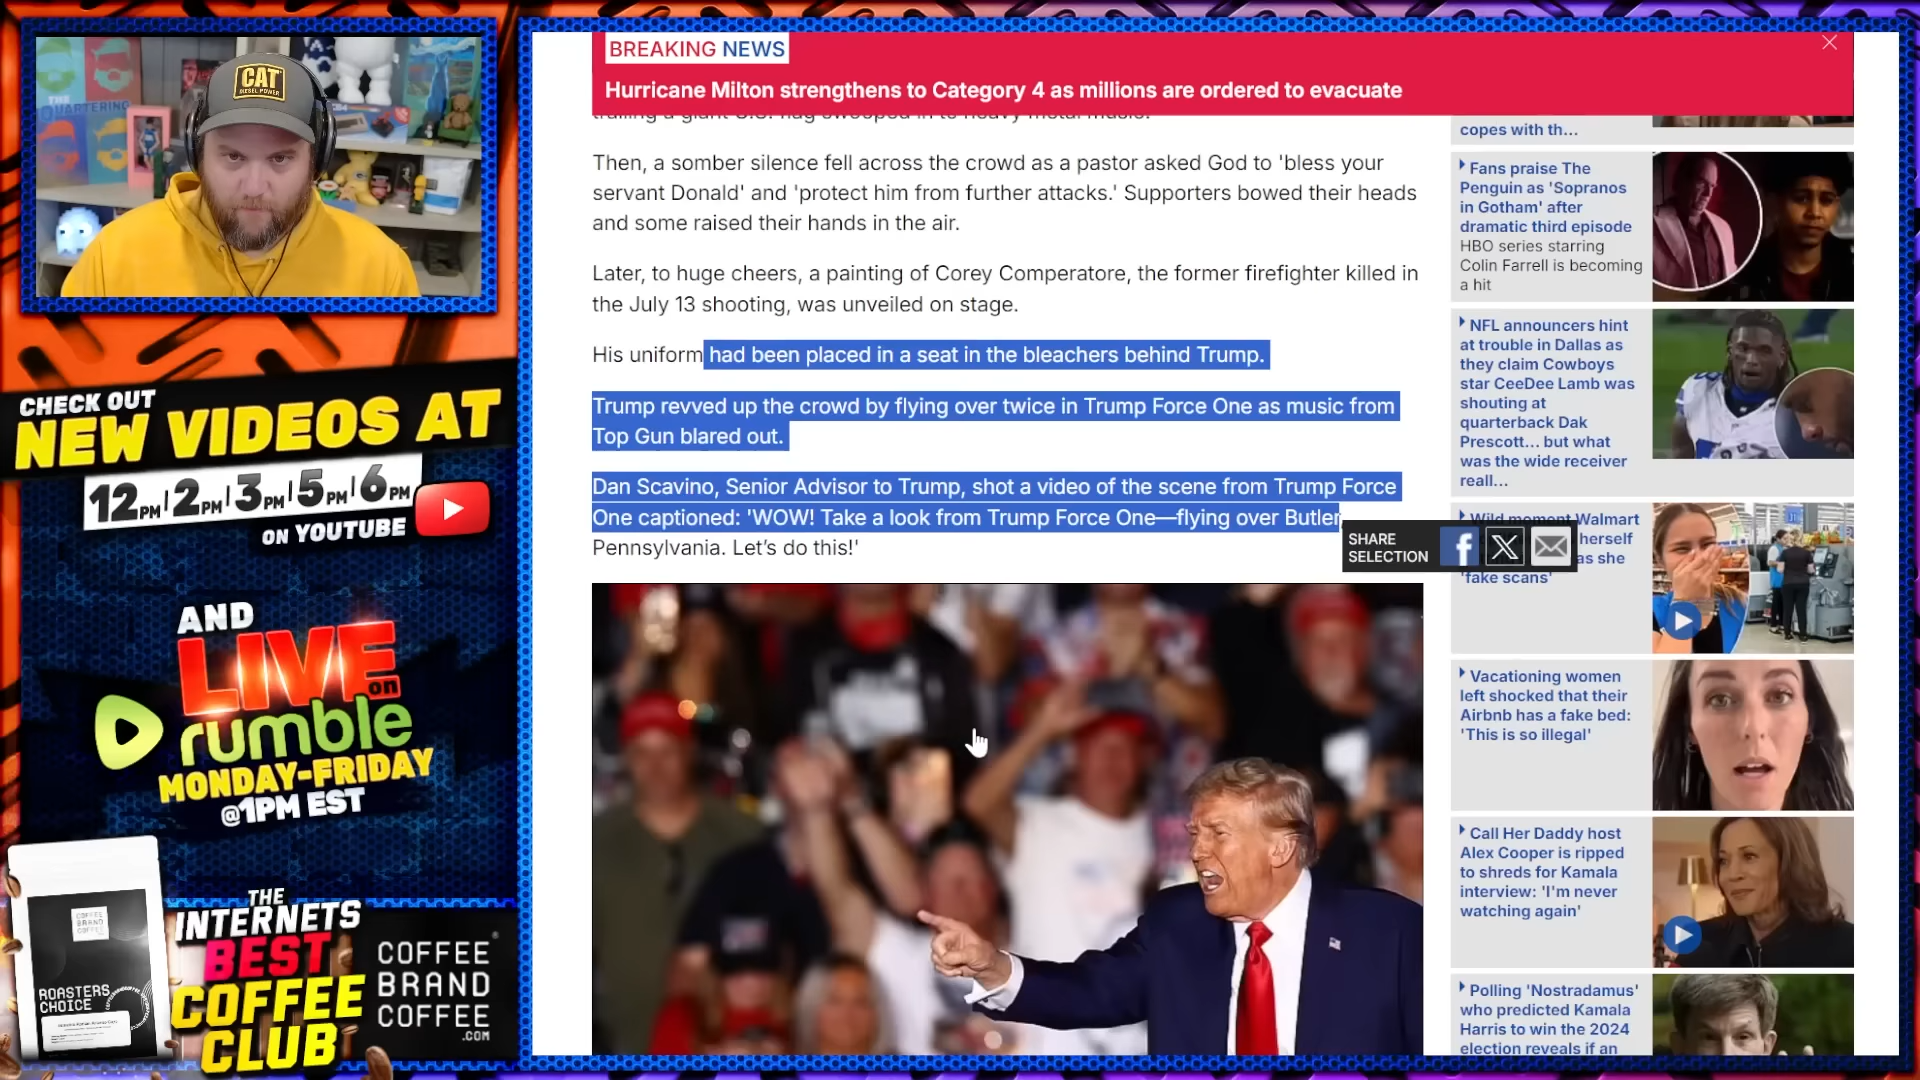 CAT
DIESEL POWER
THE
QUARTERING
CHECK OUT
NEW VIDEOS AT
12PM | 2PM | 3PM | 5PM | 6PM
ON YOUTUBE
AND
LIVE on
rumble
MONDAY-FRIDAY
@1PM EST
COFFEE
BRAND
COFFEE
ROASTERS
CHOICE
THE
INTERNETS
BEST
COFFEE
CLUB
COFFEE
BRAND
COFFEE
.COM
BREAKING NEWS
Hurricane Milton strengthens to Category 4 as millions are ordered to evacuate
Then, a somber silence fell across the crowd as a pastor asked God to 'bless your
servant Donald' and 'protect him from further attacks.' Supporters bowed their heads
and some raised their hands in the air.
Later, to huge cheers, a painting of Corey Comperatore, the former firefighter killed in
the July 13 shooting, was unveiled on stage.
His uniform had been placed in a seat in the bleachers behind Trump.
Trump revved up the crowd by flying over twice in Trump Force One as music from
Top Gun blared out.
Dan Scavino, Senior Advisor to Trump, shot a video of the scene from Trump Force
One captioned: 'WOW! Take a look from Trump Force One—flying over Butler
Pennsylvania. Let's do this!'
SHARE
SELECTION
copes with th...
Fans praise The
Penguin as 'Sopranos
in Gotham' after
dramatic third episode
HBO series starring
Colin Farrell is becoming
a hit
NFL announcers hint
at trouble in Dallas as
they claim Cowboys
star CeeDee Lamb was
shouting at
quarterback Dak
Prescott... but what
was the wide receiver
reall...
Wild moment Walmart
herself
as she
'fake scans'
Vacationing women
left shocked that their
Airbnb has a fake bed:
'This is so illegal'
Call Her Daddy host
Alex Cooper is ripped
to shreds for Kamala
interview: 'I'm never
watching again'
Polling 'Nostradamus'
who predicted Kamala
Harris to win the 2024
election reveals if an